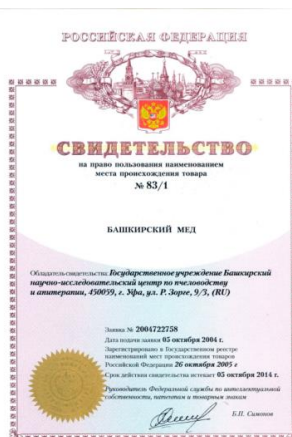 РОССИЙСКАЯ ФЕДЕРАЦИЯ
СВИДЕТЕЛЬСТВО
на право пользования наименованием
места происхождения товара
№ 83/1
БАШКИРСКИЙ МЕД
Обладатель свидетельства: Государственное учреждение Башкирский
научно-исследовательский центр по пчеловодству
и апитерапии, 450059, г. Уфа, ул. Р. Зорге, 9/3, (RU)
Заявка № 2004722758
Дата подачи заявки 05 октября 2004 г.
Зарегистрировано в Государственном реестре
наименований мест происхождения товаров
Российской Федерации 26 октября 2005 г
Срок действия свидетельства истекает 05 октября 2014 г.
Руководитель Федеральной службы по интеллектуальной
собственности, патентам и товарным знакам
Б.П. Симонов